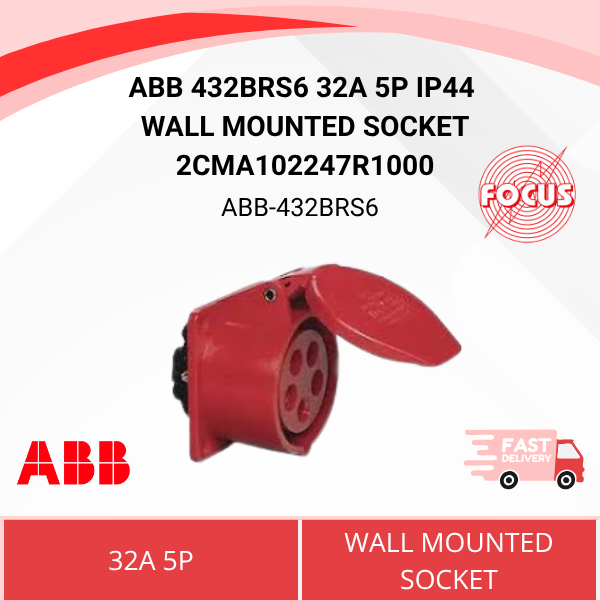 ABB 432BRS6 32A 5P IP44
WALL MOUNTED SOCKET
2CMA102247R1000
ABB-432BRS6
FOCUS
ABB
FAST
DELIVERY
32A 5P
WALL MOUNTED
SOCKET